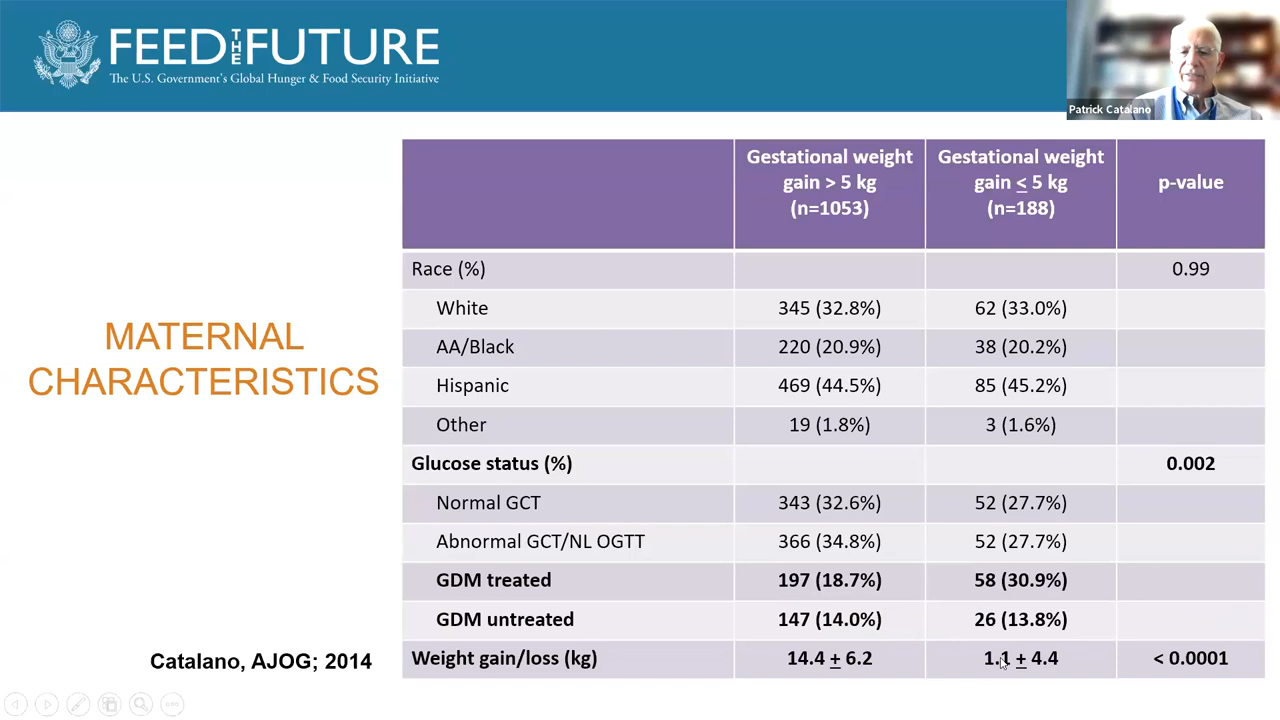 FEED THE FUTURE
The U.S. Government's Global Hunger & Food Security Initiative
Patrick Catalano
MATERNAL
CHARACTERISTICS
Catalano, AJOG; 2014
Gestational weight gain > 5 kg (n=1053) Gestational weight gain ≤ 5 kg (n=188) p-value
Race (%) 0.99
White 345 (32.8%) 62 (33.0%)
AA/Black 220 (20.9%) 38 (20.2%)
Hispanic 469 (44.5%) 85 (45.2%)
Other 19 (1.8%) 3 (1.6%)
Glucose status (%) 0.002
Normal GCT 343 (32.6%) 52 (27.7%)
Abnormal GCT/NL OGTT 366 (34.8%) 52 (27.7%)
GDM treated 197 (18.7%) 58 (30.9%)
GDM untreated 147 (14.0%) 26 (13.8%)
Weight gain/loss (kg) 14.4 ± 6.2 1.1 ± 4.4 < 0.0001